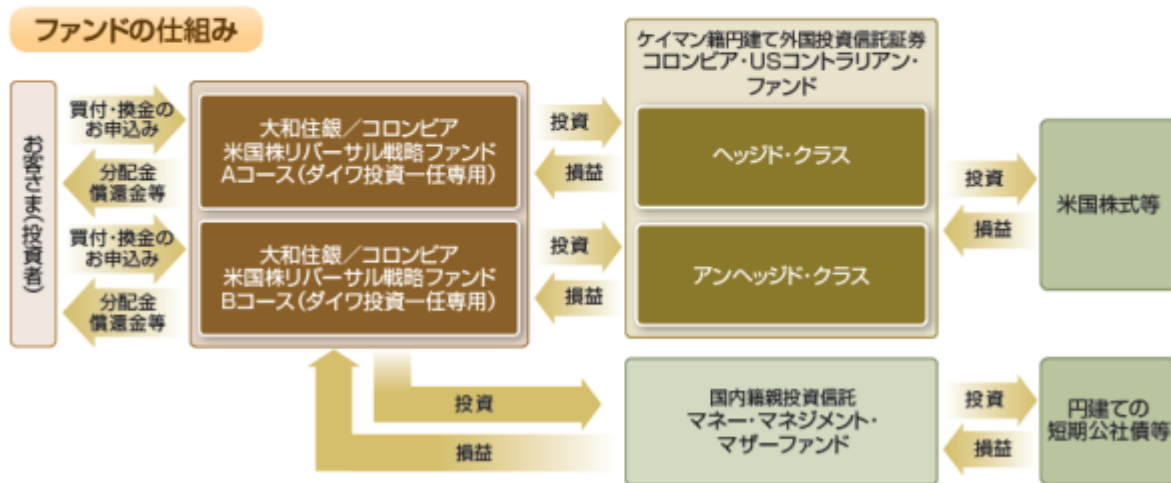 ファンドの仕組み
お客さま(投資者)
買付・換金の
お申込み
分配金
償還金等
買付・換金の
お申込み
分配金
償還金等
大和住銀/コロンビア
米国株リバーサル戦略ファンド
Aコース(ダイワ投資一任専用)
大和住銀/コロンビア
米国株リバーサル戦略ファンド
Bコース(ダイワ投資一任専用)
投資
損益
投資
損益
ケイマン籍円建て外国投資信託証券
コロンビア・USコントラリアン・
ファンド
ヘッジド・クラス
アンヘッジド・クラス
投資
損益
米国株式等
投資
損益
国内籍親投資信託
マネー・マネジメント・
マザーファンド
投資
損益
円建ての
短期公社債等